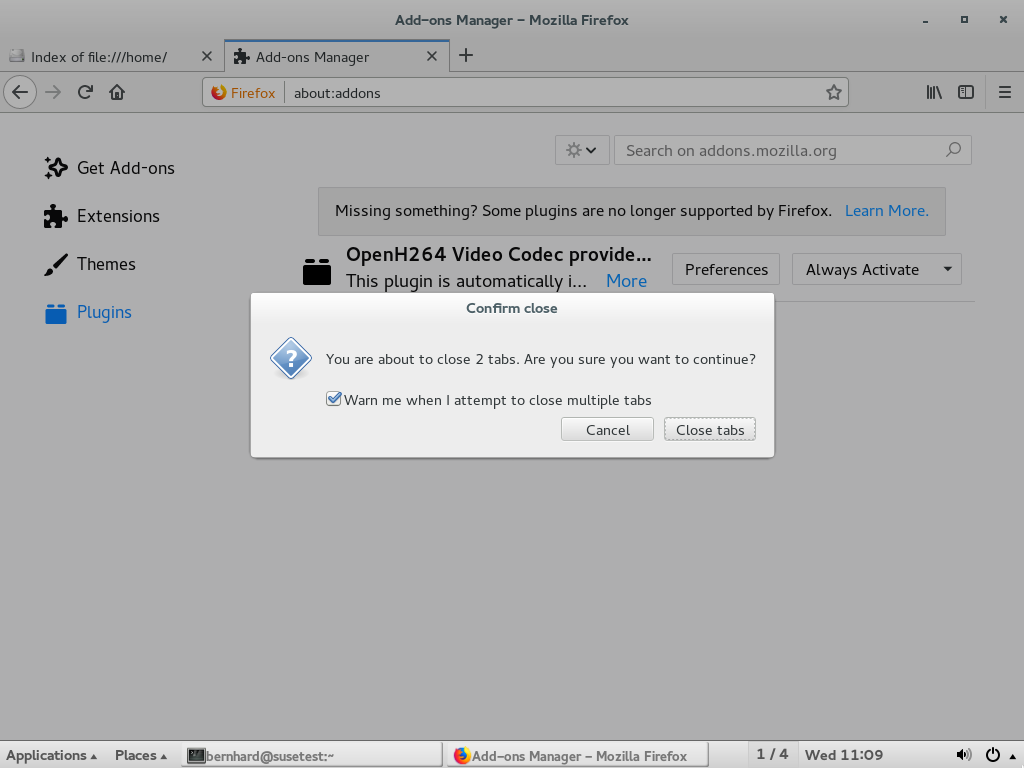 Add-ons Manager – Mozilla Firefox
Index of file:///home/
Add-ons Manager
Firefox
about:addons
Get Add-ons
Extensions
Themes
Plugins
Search on addons.mozilla.org
Missing something? Some plugins are no longer supported by Firefox. Learn More.
OpenH264 Video Codec provide...
This plugin is automatically i... More
Preferences
Always Activate
Confirm close
?
You are about to close 2 tabs. Are you sure you want to continue?
Warn me when I attempt to close multiple tabs
Cancel
Close tabs
Applications
Places
bernhard@susetest:~
Add-ons Manager – Mozilla Firefox
1 / 4
Wed 11:09